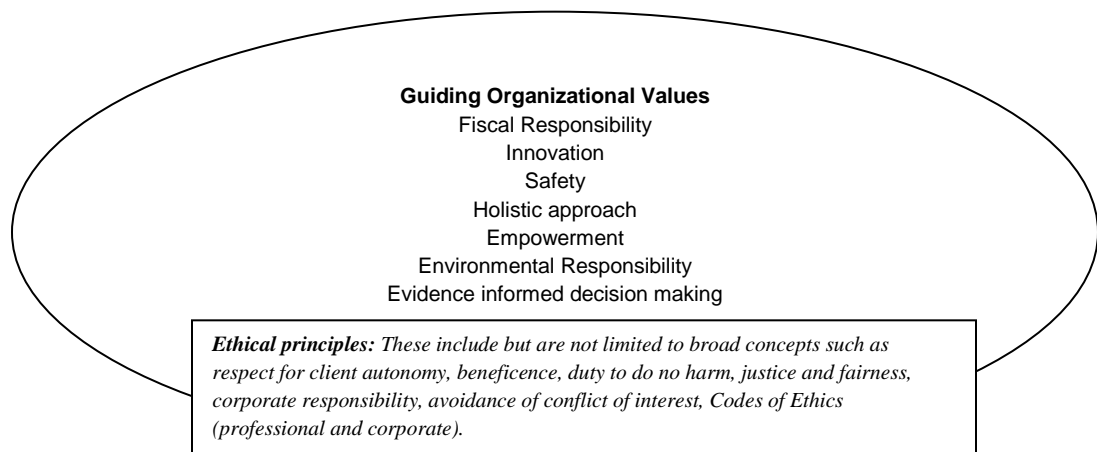 Guiding Organizational Values
Fiscal Responsibility
Innovation
Safety
Holistic approach
Empowerment
Environmental Responsibility
Evidence informed decision making
Ethical principles: These include but are not limited to broad concepts such as
respect for client autonomy, beneficence, duty to do no harm, justice and fairness,
corporate responsibility, avoidance of conflict of interest, Codes of Ethics
(professional and corporate).